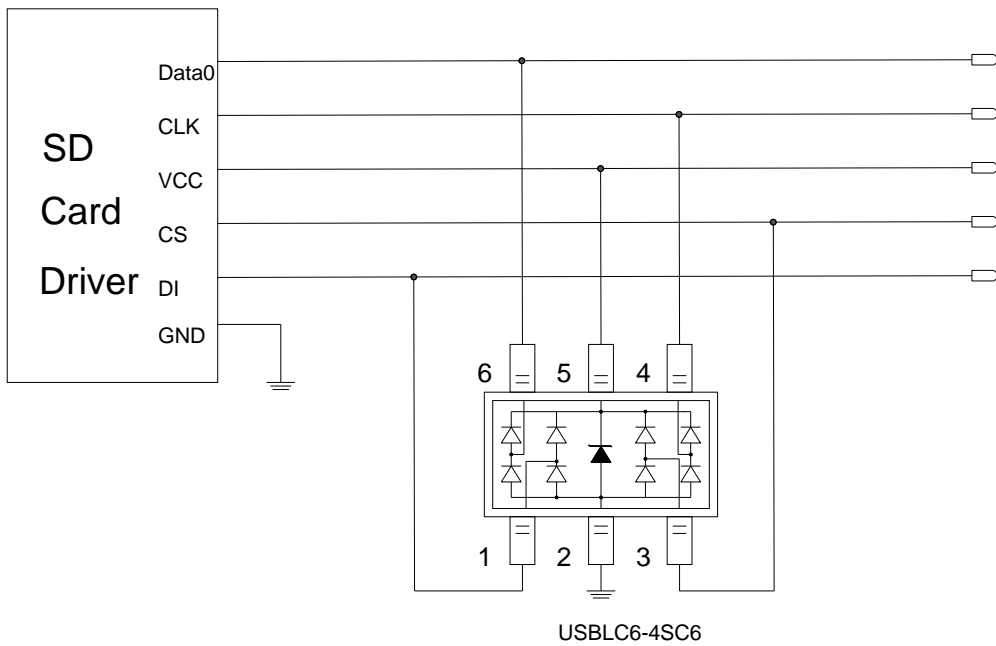 Data0
CLK
SD
VCC
Card
CS
Driver
DI
GND
6 5 4
1 2 3
USBLC6-4SC6